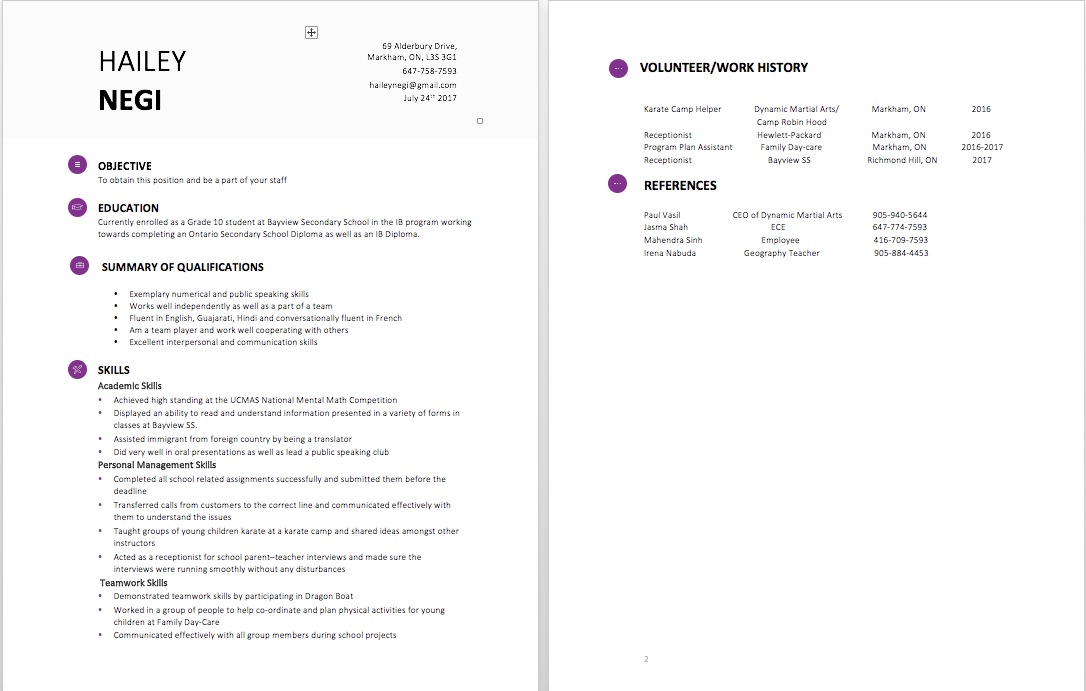 HAILEY
NEGI
69 Alderbury Drive,
Markham, ON, L3S 3G1
647-758-7593
haileynegi@gmail.com
July 24th 2017
OBJECTIVE
To obtain this position and be a part of your staff
EDUCATION
Currently enrolled as a Grade 10 student at Bayview Secondary School in the IB program working
towards completing an Ontario Secondary School Diploma as well as an IB Diploma.
SUMMARY OF QUALIFICATIONS
• Exemplary numerical and public speaking skills
• Works well independently as well as a part of a team
• Fluent in English, Guajarati, Hindi and conversationally fluent in French
• Am a team player and work well cooperating with others
• Excellent interpersonal and communication skills
SKILLS
Academic Skills
• Achieved high standing at the UCMAS National Mental Math Competition
• Displayed an ability to read and understand information presented in a variety of forms in
classes at Bayview SS.
• Assisted immigrant from foreign country by being a translator
• Did very well in oral presentations as well as lead a public speaking club
Personal Management Skills
• Completed all school related assignments successfully and submitted them before the
deadline
• Transferred calls from customers to the correct line and communicated effectively with
them to understand the issues
• Taught groups of young children karate at a karate camp and shared ideas amongst other
instructors
• Acted as a receptionist for school parent–teacher interviews and made sure the
interviews were running smoothly without any disturbances
Teamwork Skills
• Demonstrated teamwork skills by participating in Dragon Boat
• Worked in a group of people to help co-ordinate and plan physical activities for young
children at Family Day-Care
• Communicated effectively with all group members during school projects
VOLUNTEER/WORK HISTORY
Karate Camp Helper Dynamic Martial Arts/ Markham, ON 2016
Camp Robin Hood
Receptionist Hewlett-Packard Markham, ON 2016
Program Plan Assistant Family Day-care Markham, ON 2016-2017
Receptionist Bayview SS Richmond Hill, ON 2017
REFERENCES
Paul Vasil CEO of Dynamic Martial Arts 905-940-5644
Jasma Shah ECE 647-774-7593
Mahendra Sinh Employee 416-709-7593
Irena Nabuda Geography Teacher 905-884-4453
2